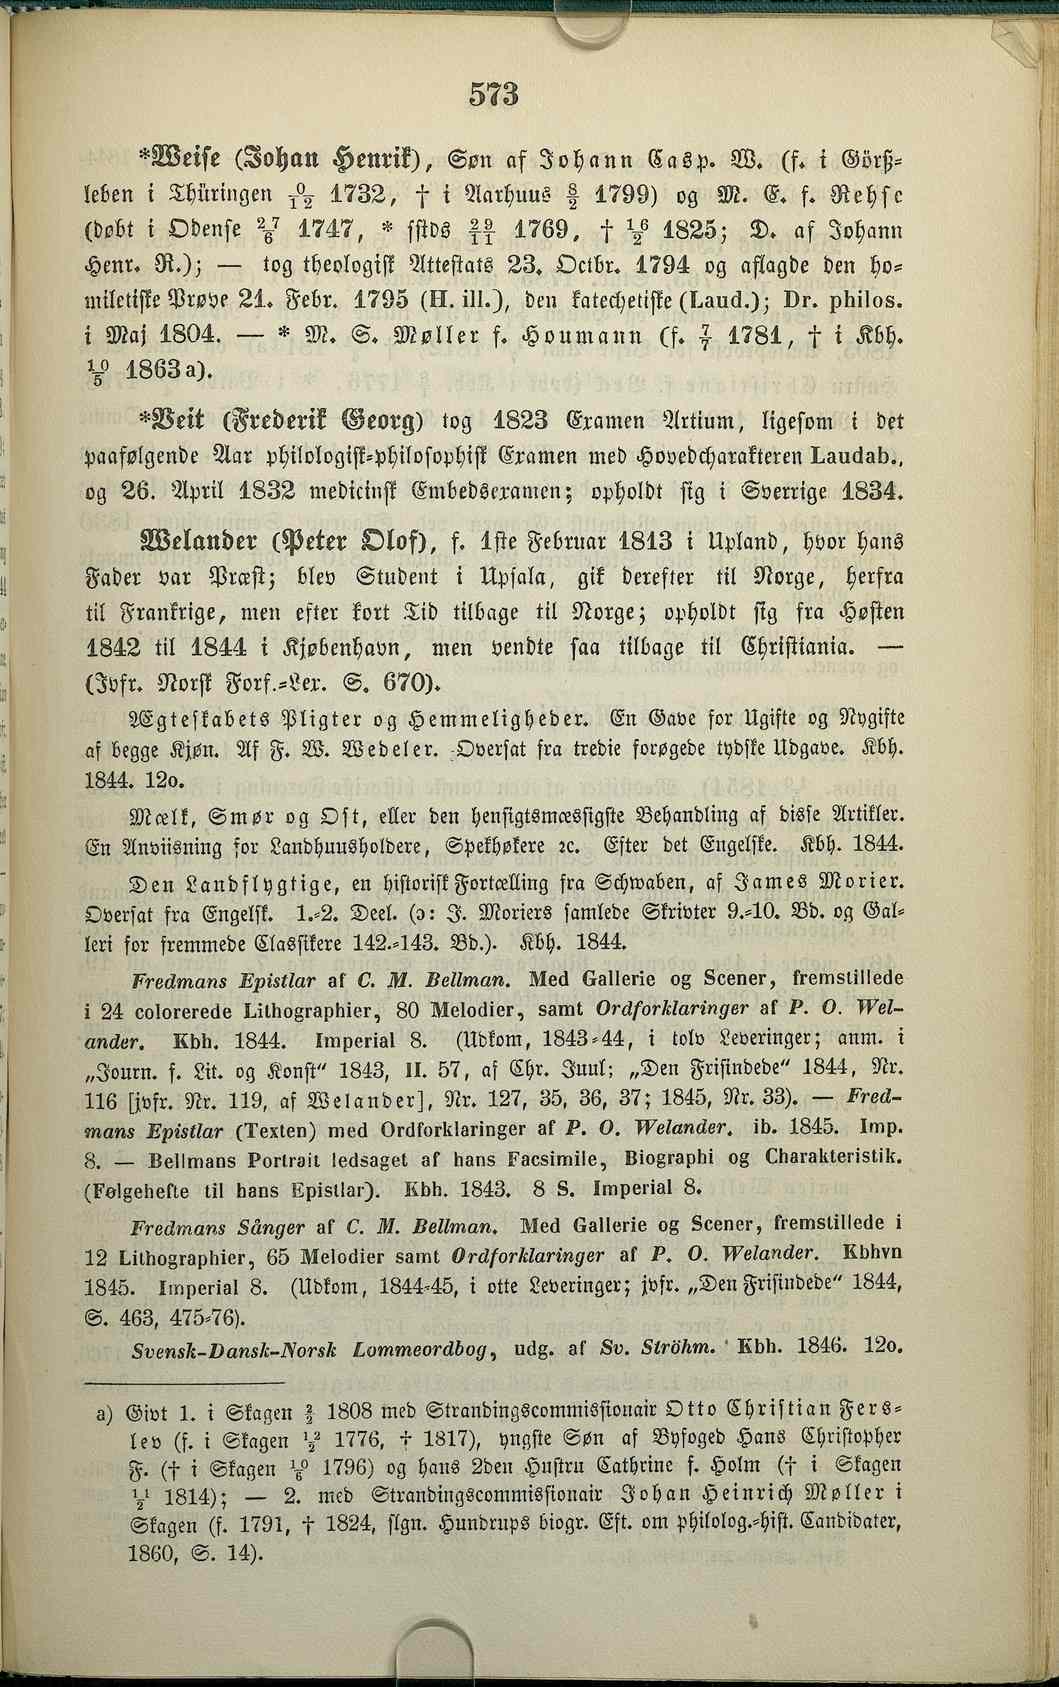 573
*Weise (Johan Henrik), Søn af Johann Casp. W. (f. i Görß-
leben i Thüringen 0/12 1732, † i Aarhuus 8/2 1799) og M. E. f. Rehse
(døbt i Odense 27/6 1747, * sstds 29/11 1769, † 16/2 1825; D. af Johann
Henr. R.); — tog theologisk Attestats 23. Octbr. 1794 og aflagde den ho-
miletiske Prøve 21. Febr. 1795 (H. ill.), den katechetiske (Laud.); Dr. philos.
i Maj 1804. — * M. S. Møller f. Houmann (f. 7/7 1781, † i Kbh.
10/5 1863 a).
*Veit (Frederik Georg) tog 1823 Examen Artium, ligesom i det
paafølgende Aar philologisk-philosophisk Examen med Hovedcharakteren Laudab.,
og 26. April 1832 medicinsk Embedsexamen; opholdt sig i Sverrige 1834.
Welander (Peter Olof), f. 1ste Februar 1813 i Upland, hvor hans
Fader var Præst; blev Student i Upsala, gik derefter til Norge, herfra
til Frankrige, men efter kort Tid tilbage til Norge; opholdt sig fra Høsten
1842 til 1844 i Kjøbenhavn, men vendte saa tilbage til Christiania. —
(Jvfr. Norsk Forf.-Lex. S. 670).
Ægteskabets Pligter og Hemmeligheder. En Gave for Ugifte og Nygifte
af begge Kjøn. Af F. W. Wedeler. Oversat fra tredie forøgede tydske Udgave. Kbh.
1844. 12o.
Mælk, Smør og Ost, eller den hensigtsmæssigste Behandling af disse Artikler.
En Anviisning for Landhuusholdere, Spekhøkere ꝛc. Efter det Engelske. Kbh. 1844.
Den Landflygtige, en historisk Fortælling fra Schwaben, af James Morier.
Oversat fra Engelsk. 1.-2. Deel. (ɔ: J. Moriers samlede Skrivter 9.-10. Bd. og Gal-
leri for fremmede Classikere 142.-143. Bd.). Kbh. 1844.
Fredmans Epistlar af C. M. Bellman. Med Gallerie og Scener, fremstillede
i 24 colorerede Lithographier, 80 Melodier, samt Ordforklaringer af P. O. Wel-
ander. Kbh. 1844. Imperial 8. (Udkom, 1843-44, i tolv Leveringer; anm. i
„Journ. f. Lit. og Konst“ 1843, II. 57, af Chr. Juul; „Den Frisindede“ 1844, Nr.
116 [jvfr. Nr. 119, af Welander], Nr. 127, 35, 36, 37; 1845, Nr. 33). — Fred-
mans Epistlar (Texten) med Ordforklaringer af P. O. Welander. ib. 1845. Imp.
8. — Bellmans Portrait ledsaget af hans Facsimile, Biographi og Charakteristik.
(Følgehefte til hans Epistlar). Kbh. 1843. 8 S. Imperial 8.
Fredmans Sånger af C. M. Bellman. Med Gallerie og Scener, fremstillede i
12 Lithographier, 65 Melodier samt Ordforklaringer af P. O. Welander. Kbhvn
1845. Imperial 8. (Udkom, 1844-45, i otte Leveringer; jvfr. „Den Frisindede“ 1844,
S. 463, 475-76).
Svensk-Dansk-Norsk Lommeordbog, udg. af Sv. Ströhm. Kbh. 1846. 12o.
a) Givt 1. i Skagen 2/2 1808 med Strandingscommissionair Otto Christian Fers-
lev (f. i Skagen 12/2 1776, † 1817), yngste Søn af Byfoged Hans Christopher
F. († i Skagen 10/6 1796) og hans 2den Hustru Cathrine f. Holm († i Skagen
11/2 1814); — 2. med Strandingscommissionair Johan Heinrich Møller i
Skagen (f. 1791, † 1824, slgn. Hundrups biogr. Eft. om philolog.-hist. Candidater,
1860, S. 14).